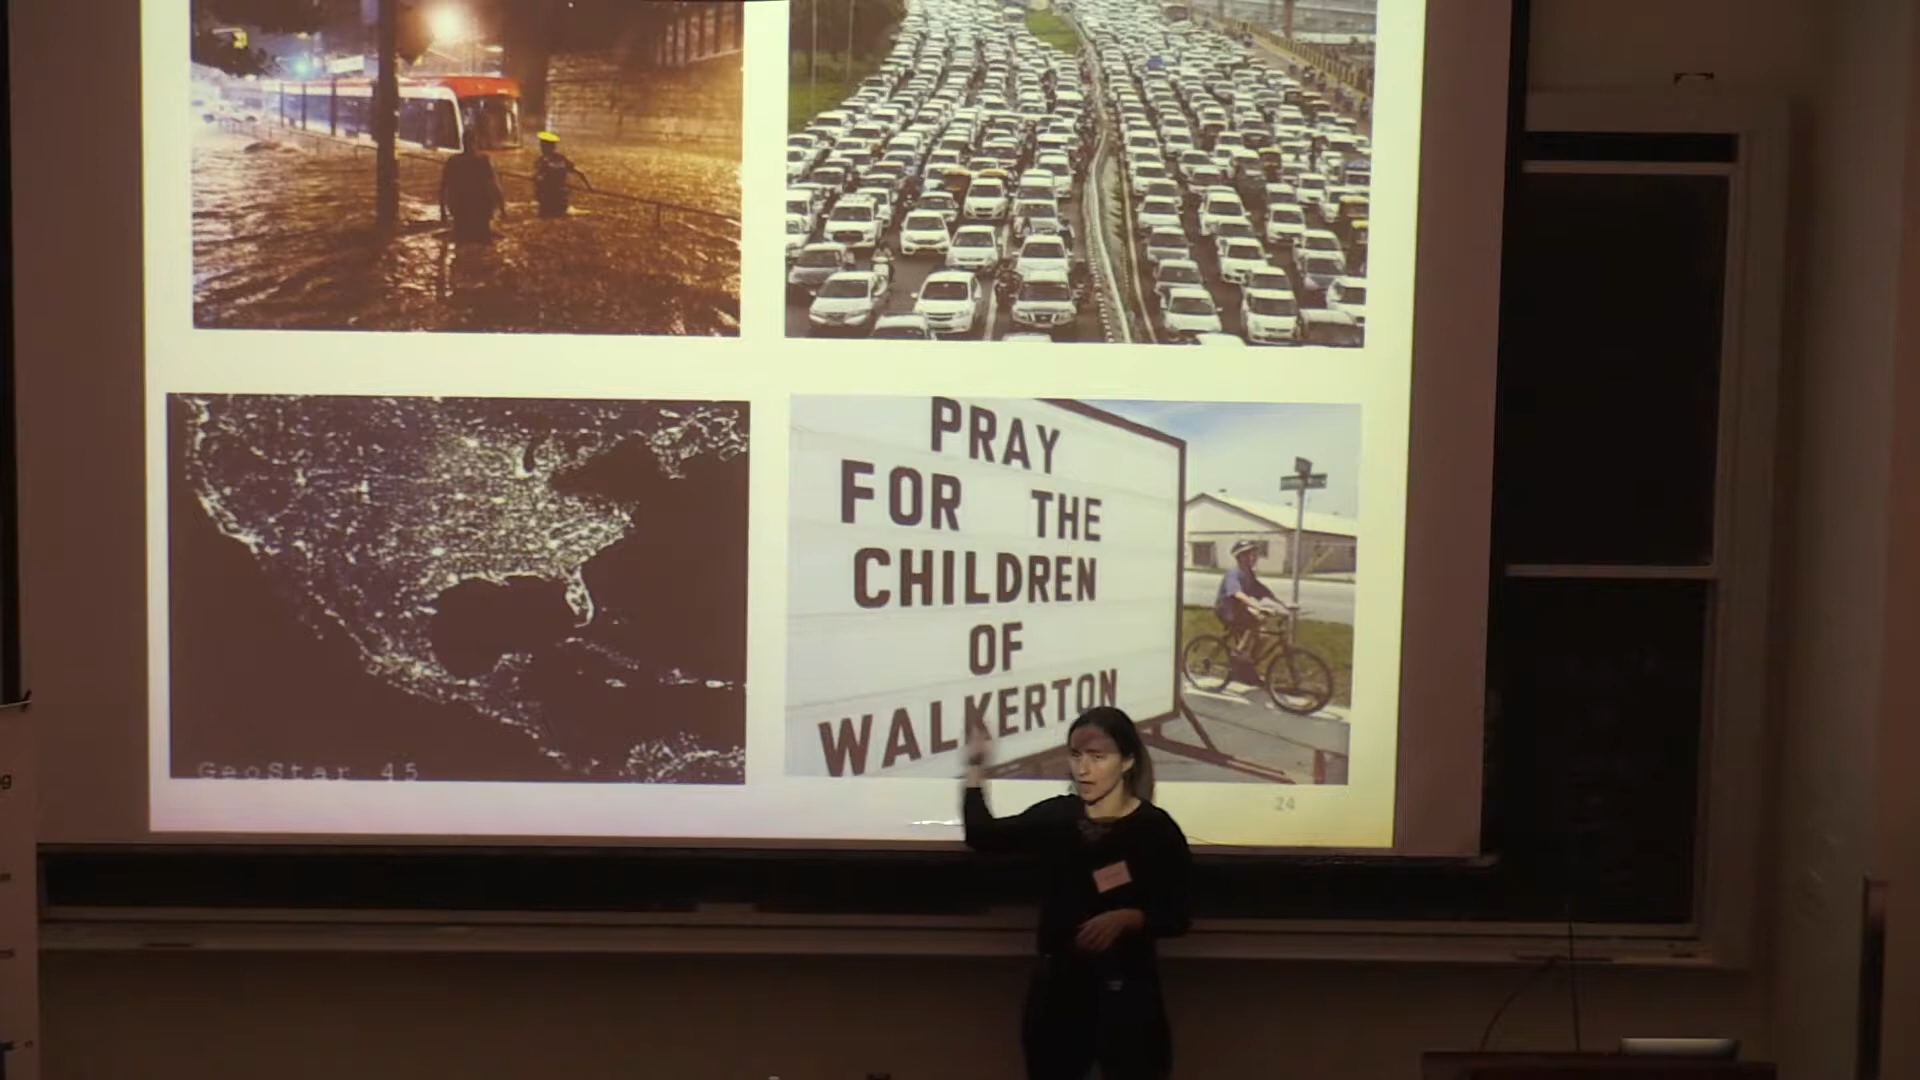 PRAY
FOR THE
CHILDREN
OF
WALKERTON
GeoStar 45
24